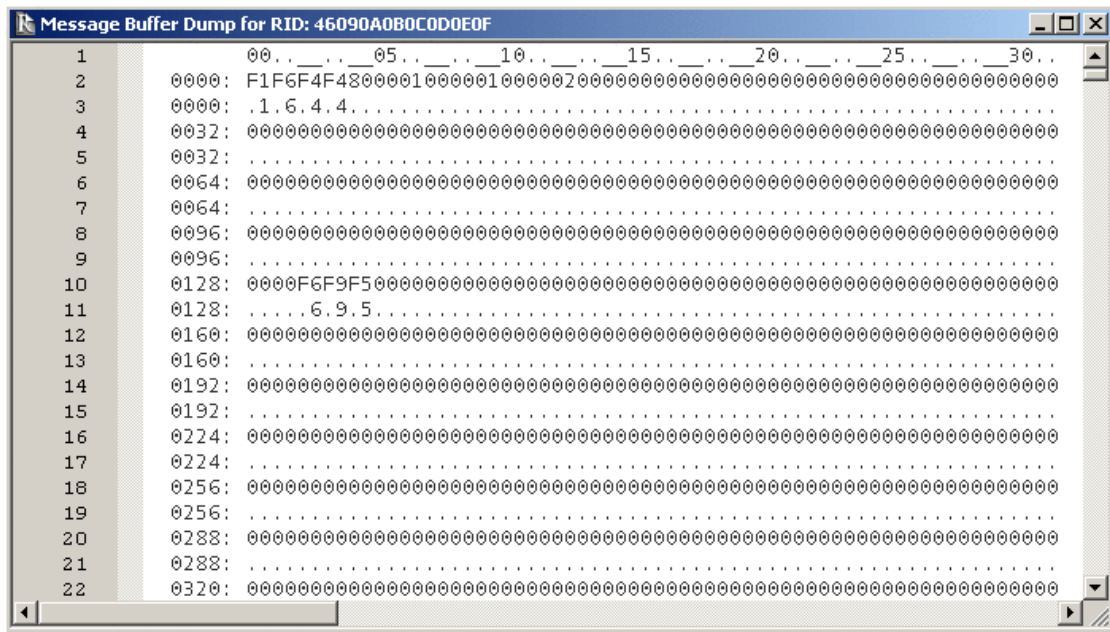 Message Buffer Dump for RID: 46090A0B0C0D0E0F
1 00..__..__05..__..__10..__..__15..__..__20..__..__25..__..__30..
2 0000: F1F6F4F480000100000100000200000000000000000000000000000000000000
3 0000: .1.6.4.4........................................................
4 0032: 0000000000000000000000000000000000000000000000000000000000000000
5 0032: ................................................................
6 0064: 0000000000000000000000000000000000000000000000000000000000000000
7 0064: ................................................................
8 0096: 0000000000000000000000000000000000000000000000000000000000000000
9 0096: ................................................................
10 0128: 0000F6F9F5000000000000000000000000000000000000000000000000000000
11 0128: .....6.9.5......................................................
12 0160: 0000000000000000000000000000000000000000000000000000000000000000
13 0160: ................................................................
14 0192: 0000000000000000000000000000000000000000000000000000000000000000
15 0192: ................................................................
16 0224: 0000000000000000000000000000000000000000000000000000000000000000
17 0224: ................................................................
18 0256: 0000000000000000000000000000000000000000000000000000000000000000
19 0256: ................................................................
20 0288: 0000000000000000000000000000000000000000000000000000000000000000
21 0288: ................................................................
22 0320: 0000000000000000000000000000000000000000000000000000000000000000